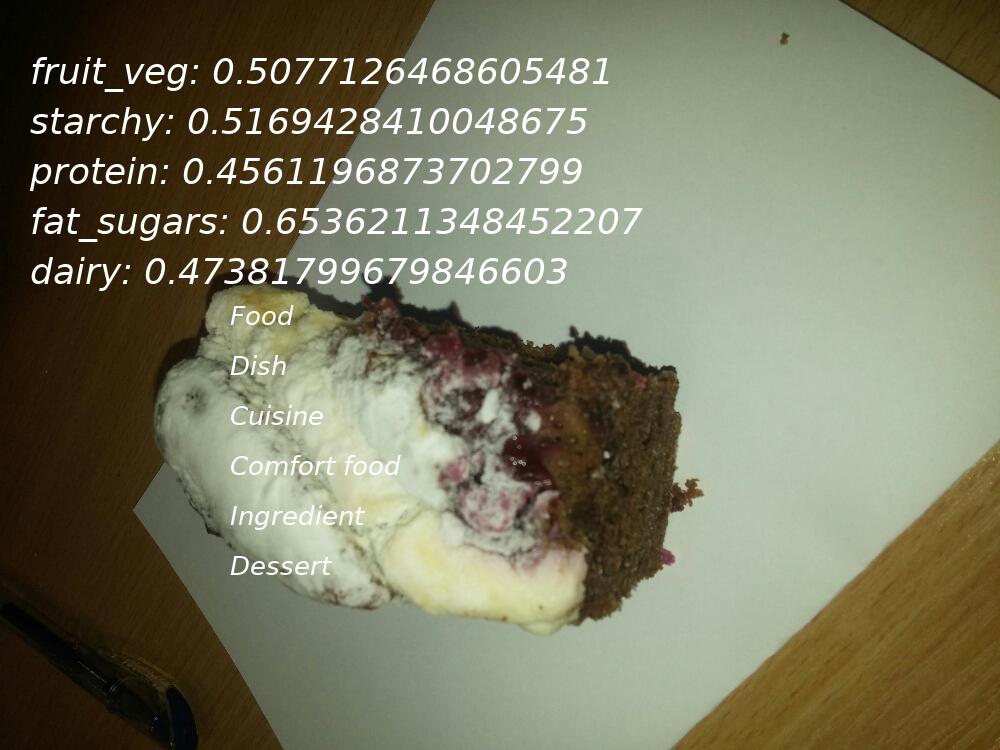 fruit_veg: 0.5077126468605481
starchy: 0.5169428410048675
protein: 0.4561196873702799
fat_sugars: 0.6536211348452207
dairy: 0.47381799679846603
Food
Dish
Cuisine
Comfort food
Ingredient
Dessert